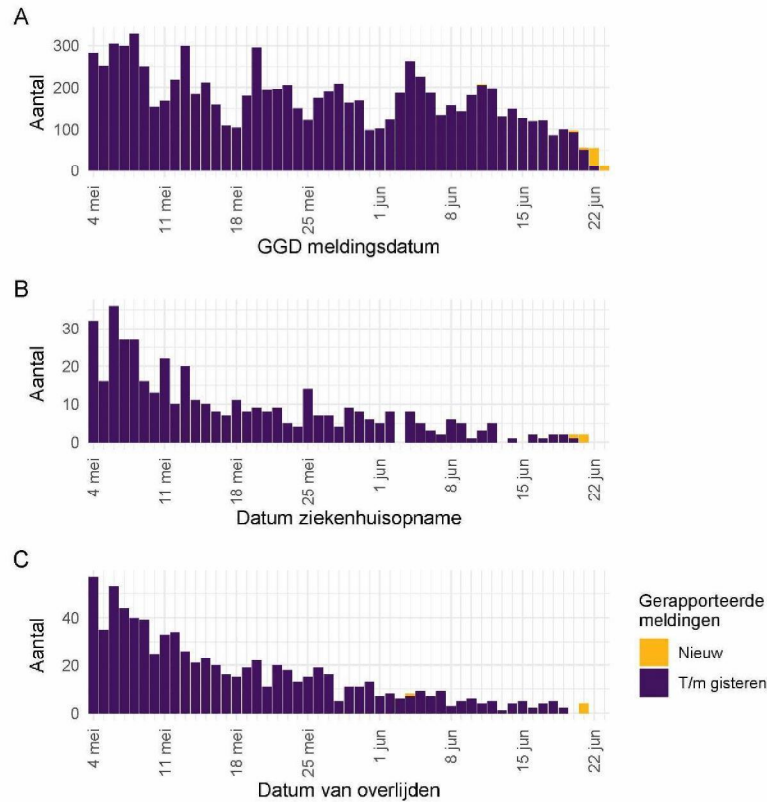 A
Aantal
300
200
100
0
4 mei
11 mei
18 mei
25 mei
1 jun
8 jun
15 jun
22 jun
GGD meldingsdatum
B
Aantal
30
20
10
0
4 mei
11 mei
18 mei
25 mei
1 jun
8 jun
15 jun
22 jun
Datum ziekenhuisopname
C
Aantal
40
20
0
4 mei
11 mei
18 mei
25 mei
1 jun
8 jun
15 jun
22 jun
Datum van overlijden
Gerapporteerde
meldingen
Nieuw
T/m gisteren